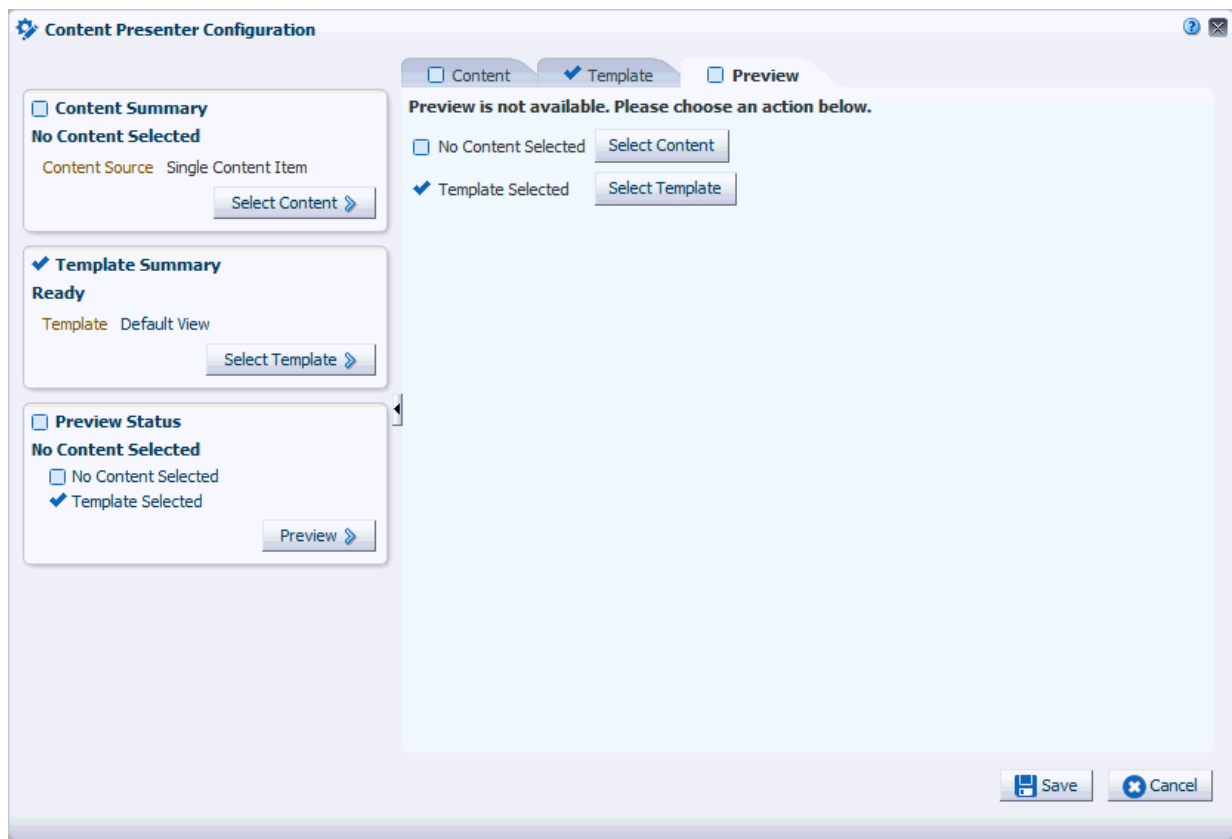 Content Presenter Configuration
Content
Template
Preview
Content Summary
No Content Selected
Content Source Single Content Item
Select Content
Template Summary
Ready
Template Default View
Select Template
Preview Status
No Content Selected
No Content Selected
Template Selected
Preview
Preview is not available. Please choose an action below.
No Content Selected Select Content
Template Selected Select Template
Save Cancel